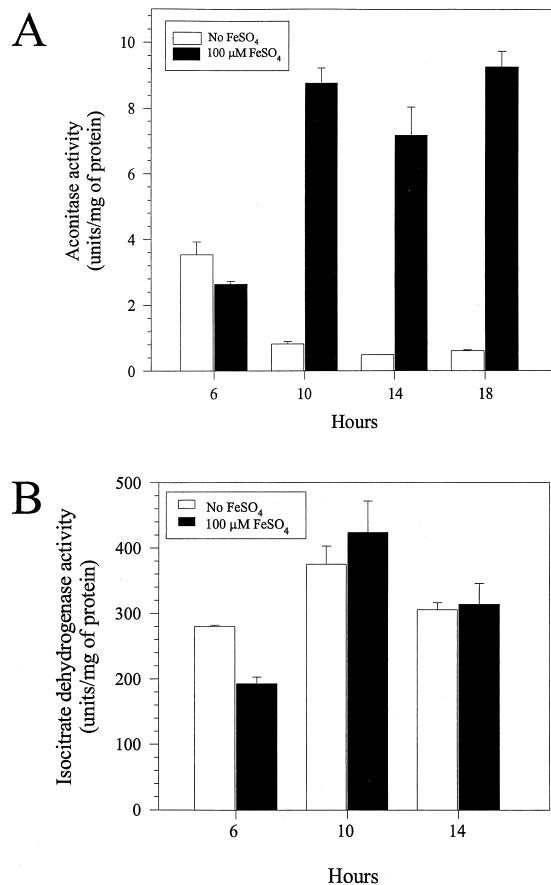 A
No FeSO₄
100 µM FeSO₄
Aconitase activity
(units/mg of protein)
10
8
6
4
2
0
6 10 14 18
Hours
B
No FeSO₄
100 µM FeSO₄
Isocitrate dehydrogenase activity
(units/mg of protein)
500
400
300
200
100
0
6 10 14
Hours